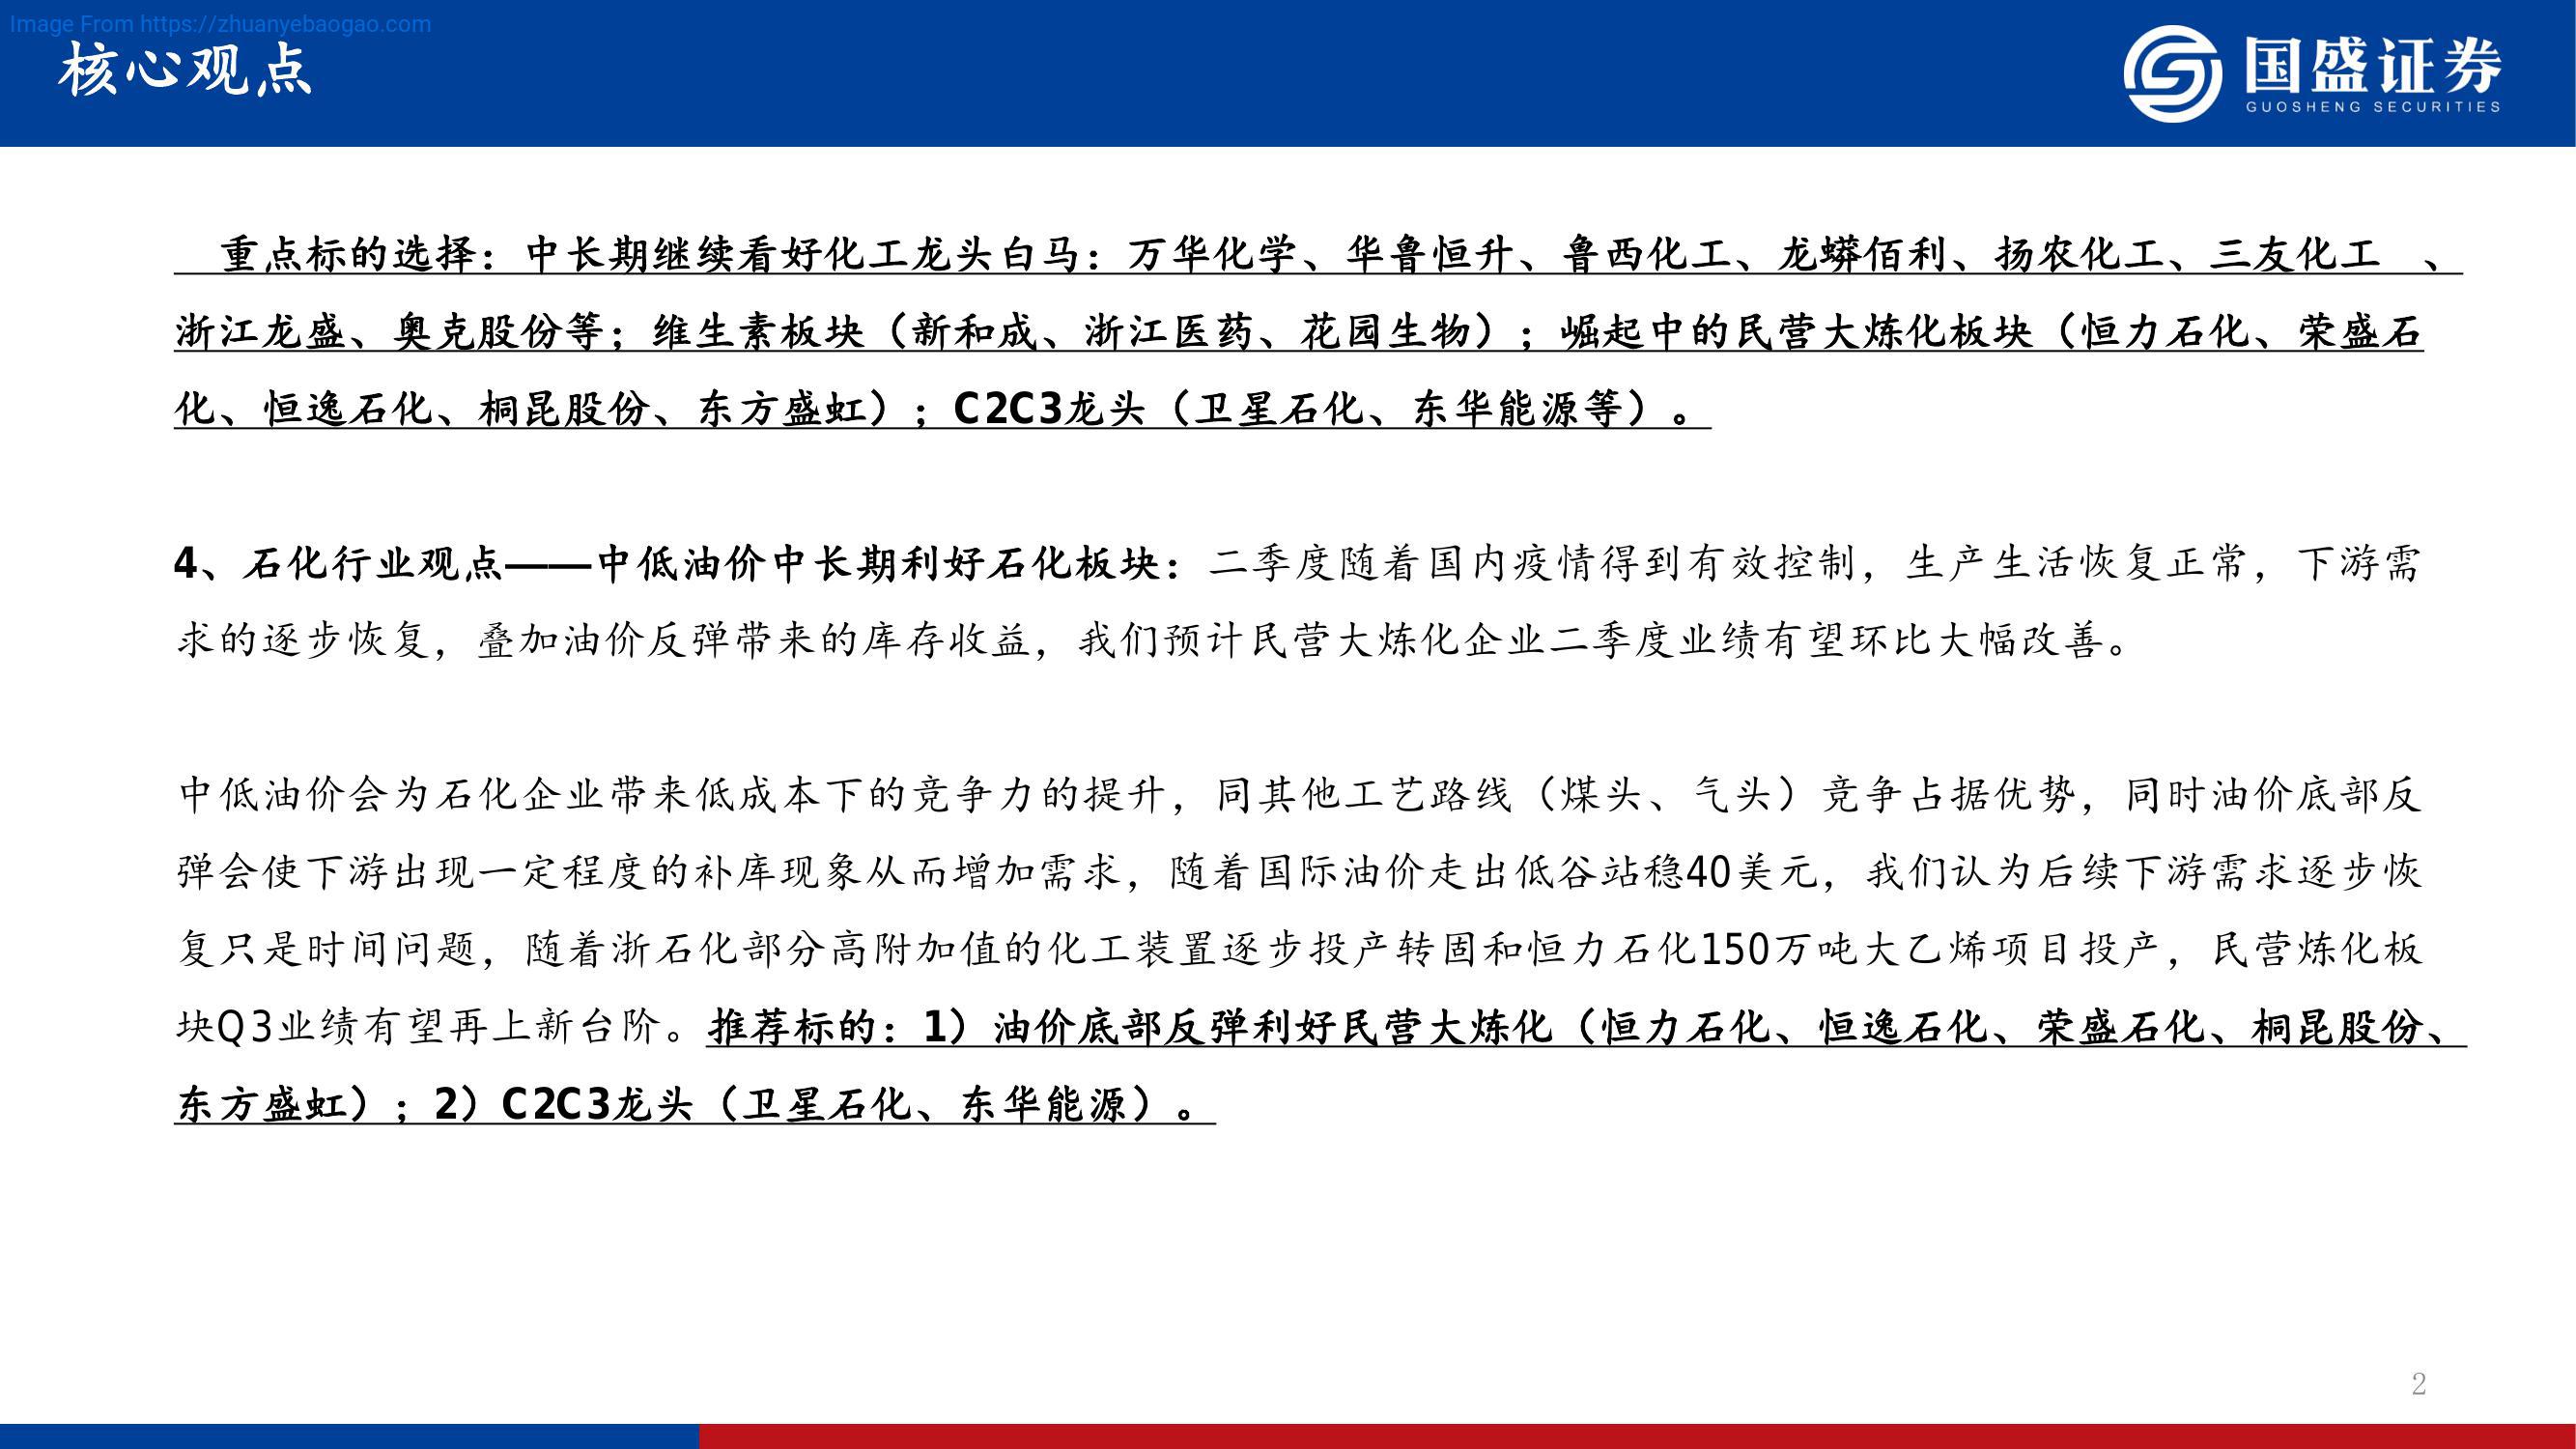 Image From https://zhuanyebaogao.com
核心观点
国盛证券
GUOSHENG SECURITIES
重点标的选择：中长期继续看好化工龙头白马：万华化学、华鲁恒升、鲁西化工、龙蟒佰利、扬农化工、三友化工 、
浙江龙盛、奥克股份等；维生素板块（新和成、浙江医药、花园生物）；崛起中的民营大炼化板块（恒力石化、荣盛石
化、恒逸石化、桐昆股份、东方盛虹）；C2C3龙头（卫星石化、东华能源等）。
4、石化行业观点——中低油价中长期利好石化板块：二季度随着国内疫情得到有效控制，生产生活恢复正常，下游需
求的逐步恢复，叠加油价反弹带来的库存收益，我们预计民营大炼化企业二季度业绩有望环比大幅改善。
中低油价会为石化企业带来低成本下的竞争力的提升，同其他工艺路线（煤头、气头）竞争占据优势，同时油价底部反
弹会使下游出现一定程度的补库现象从而增加需求，随着国际油价走出低谷站稳40美元，我们认为后续下游需求逐步恢
复只是时间问题，随着浙石化部分高附加值的化工装置逐步投产转固和恒力石化150万吨大乙烯项目投产，民营炼化板
块Q3业绩有望再上新台阶。推荐标的：1）油价底部反弹利好民营大炼化（恒力石化、恒逸石化、荣盛石化、桐昆股份、
东方盛虹）；2）C2C3龙头（卫星石化、东华能源）。
2